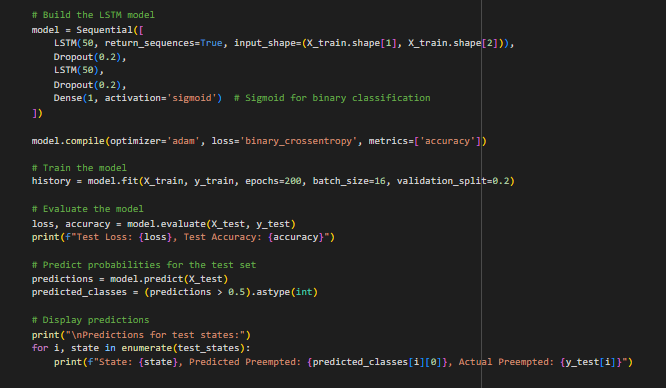 # Build the LSTM model
model = Sequential([
    LSTM(50, return_sequences=True, input_shape=(X_train.shape[1], X_train.shape[2])),
    Dropout(0.2),
    LSTM(50),
    Dropout(0.2),
    Dense(1, activation='sigmoid')  # Sigmoid for binary classification
])
model.compile(optimizer='adam', loss='binary_crossentropy', metrics=['accuracy'])
# Train the model
history = model.fit(X_train, y_train, epochs=200, batch_size=16, validation_split=0.2)
# Evaluate the model
loss, accuracy = model.evaluate(X_test, y_test)
print(f"Test Loss: {loss}, Test Accuracy: {accuracy}")
# Predict probabilities for the test set
predictions = model.predict(X_test)
predicted_classes = (predictions > 0.5).astype(int)
# Display predictions
print("\nPredictions for test states:")
for i, state in enumerate(test_states):
    print(f"State: {state}, Predicted Preempted: {predicted_classes[i][0]}, Actual Preempted: {y_test[i]}")